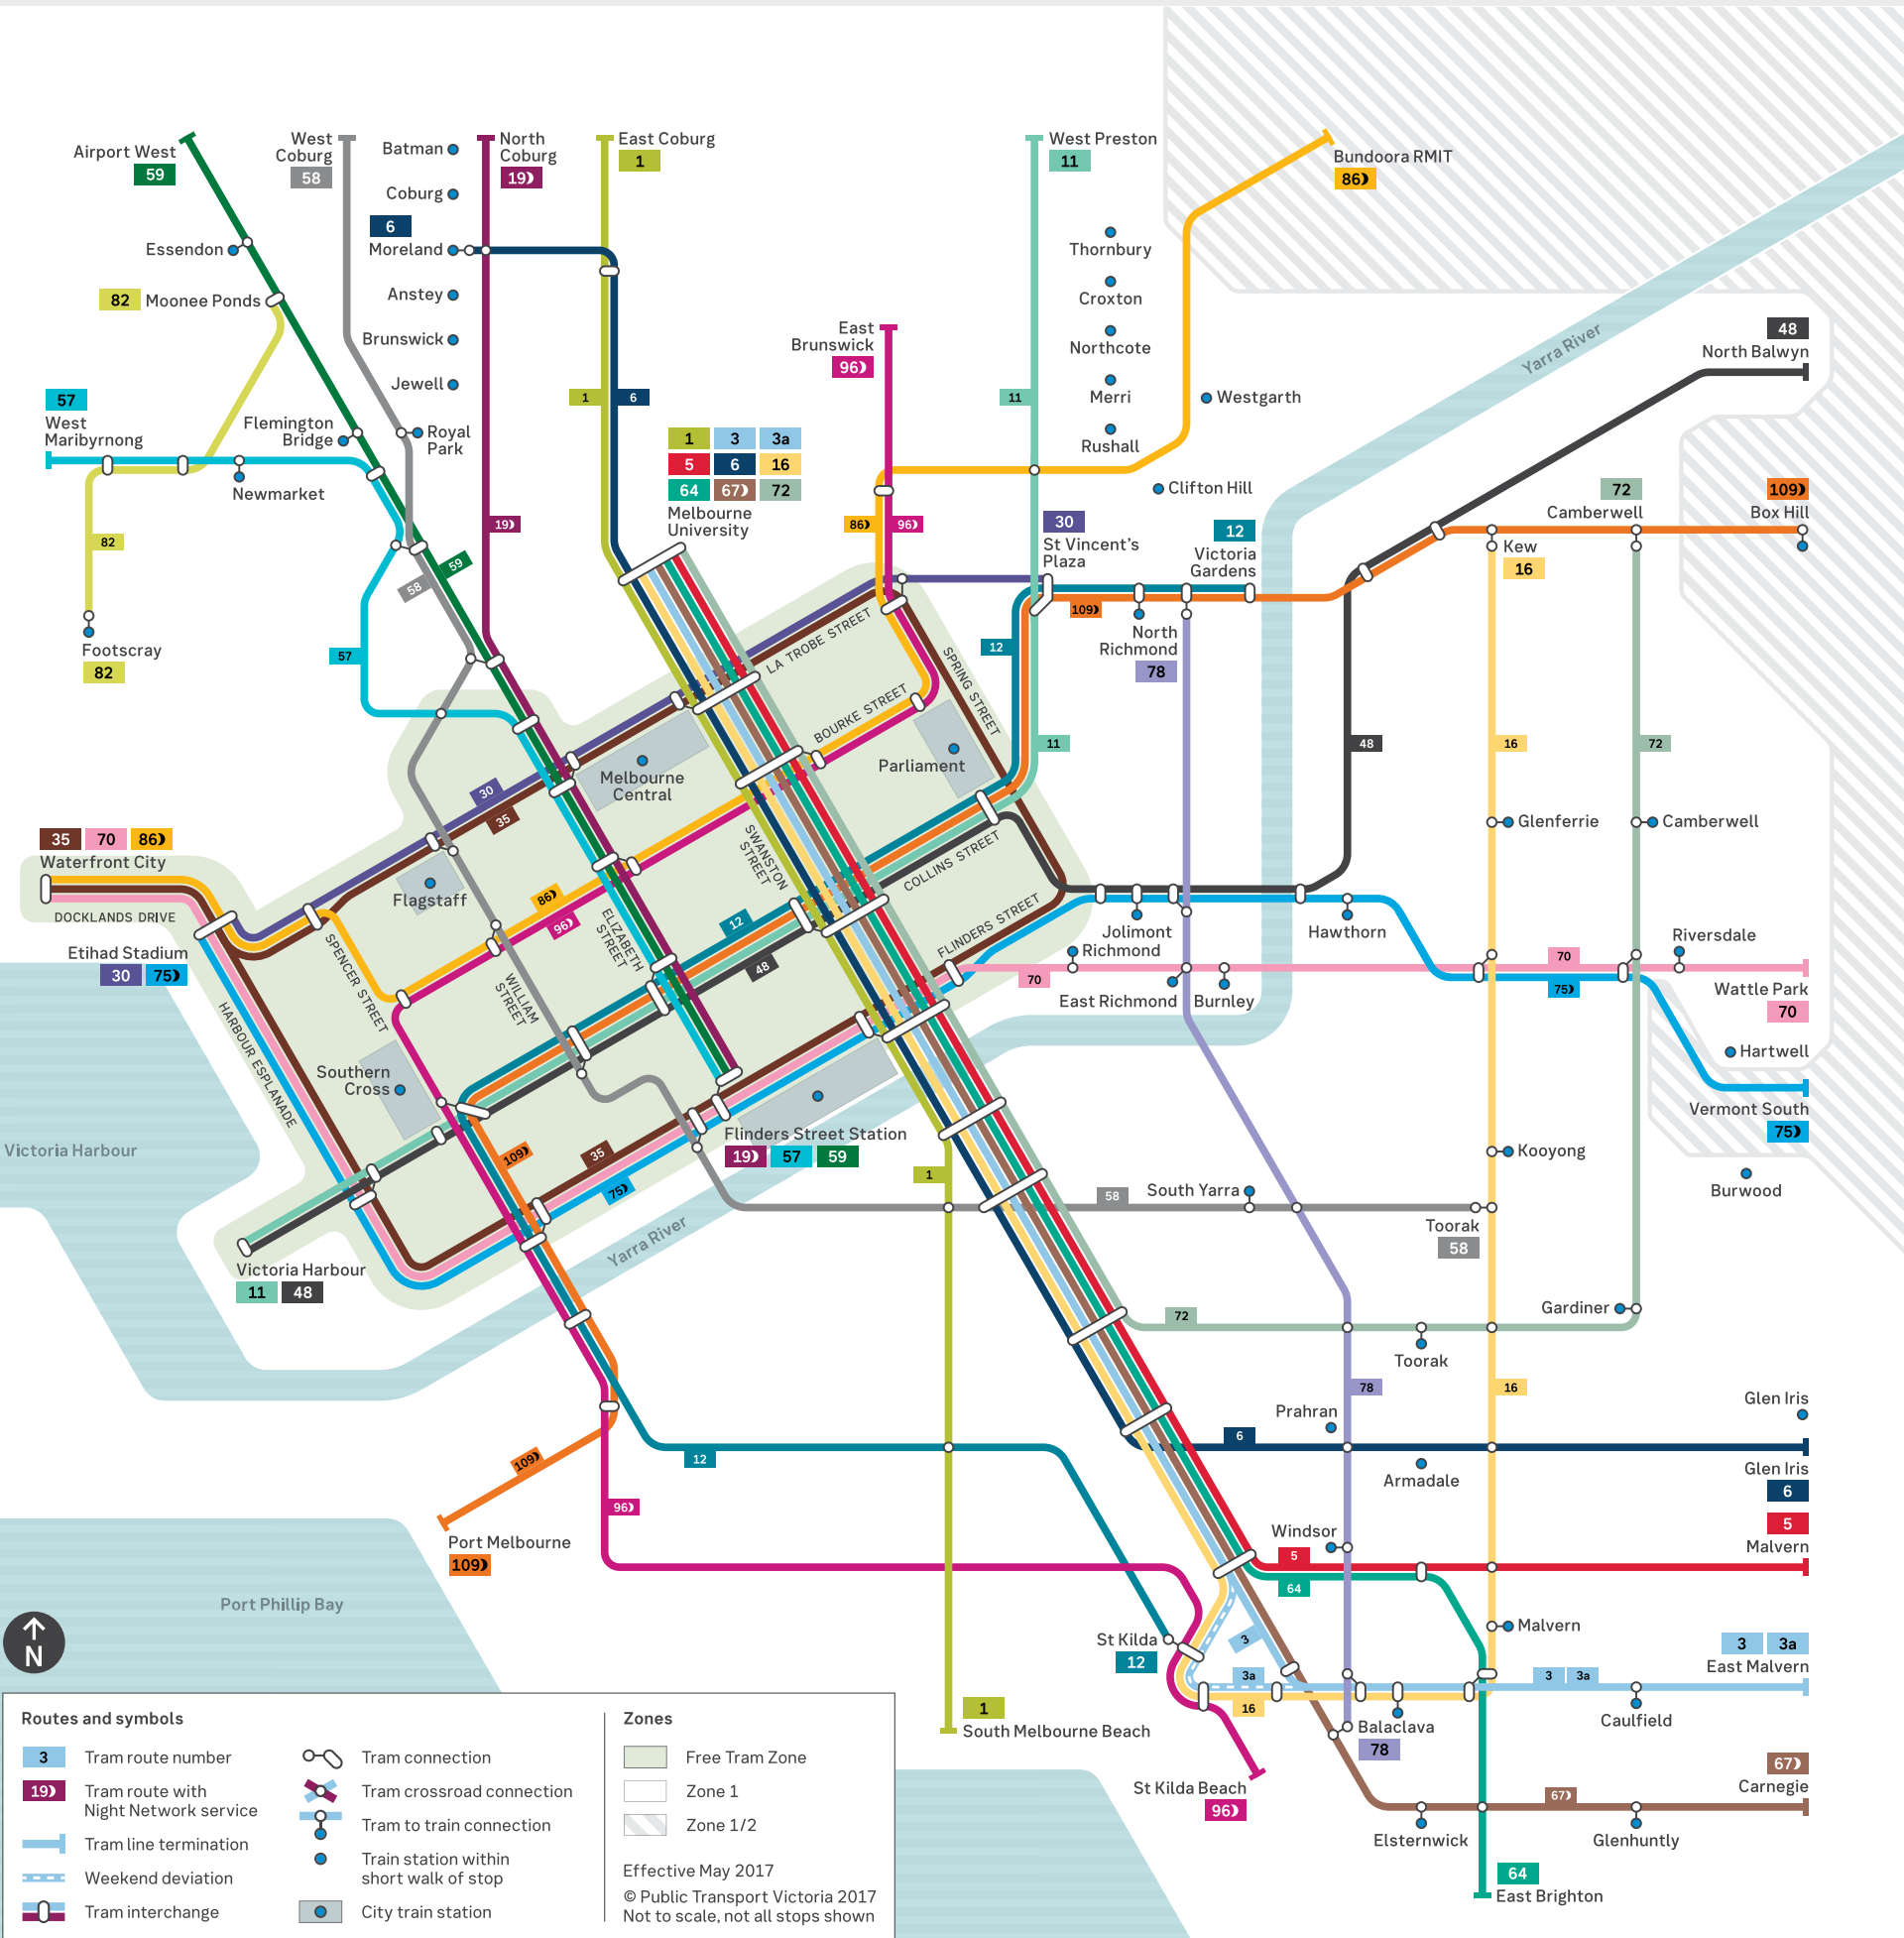 Airport West
59
West
Coburg
58
Batman
Coburg
6
Moreland
Anstey
Brunswick
Jewell
North
Coburg
19
East Coburg
1
West Preston
11
Bundoora RMIT
86
Essendon
82 Moonee Ponds
57
West
Maribyrnong
Flemington
Bridge
Royal
Park
Newmarket
82
Footscray
82
57
58
59
19
1
6
East
Brunswick
96
11
Thornbury
Croxton
Northcote
Merri
Rushall
Westgarth
Clifton Hill
Yarra River
48
North Balwyn
1 3 3a
5 6 16
64 67 72
Melbourne
University
86
96
30
St Vincent's
Plaza
12
Victoria
Gardens
72
Camberwell
109
Box Hill
Kew
16
109
North
Richmond
78
12
11
48
16
72
LA TROBE STREET
SPRING STREET
BOURKE STREET
Parliament
Melbourne
Central
30
35
SWANSTON
STREET
COLLINS STREET
FLINDERS STREET
Glenferrie
Camberwell
35 70 86
Waterfront City
DOCKLANDS DRIVE
Etihad Stadium
30 75
Flagstaff
86
96
ELIZABETH
STREET
12
48
SPENCER STREET
WILLIAM
STREET
HARBOUR ESPLANADE
Jolimont
Richmond
Hawthorn
70
East Richmond
Burnley
70
75
Riversdale
Wattle Park
70
Hartwell
Vermont South
75
Burwood
Kooyong
Southern
Cross
Victoria Harbour
109
35
75
Flinders Street Station
19 57 59
1
58
South Yarra
Toorak
58
Victoria Harbour
11 48
Yarra River
72
Gardiner
Toorak
78
16
Prahran
Glen Iris
6
Armadale
Glen Iris
6
5
Malvern
12
109
96
Port Melbourne
109
Windsor
5
64
Port Phillip Bay
N
St Kilda
12
3
3a
16
Malvern
3 3a
3 3a
East Malvern
Caulfield
Balaclava
78
1
South Melbourne Beach
St Kilda Beach
96
67
Carnegie
67
Elsternwick
Glenhuntly
64
East Brighton
Routes and symbols
3 Tram route number
19 Tram route with
Night Network service
Tram line termination
Weekend deviation
Tram interchange
Tram connection
Tram crossroad connection
Tram to train connection
Train station within
short walk of stop
City train station
Zones
Free Tram Zone
Zone 1
Zone 1/2
Effective May 2017
© Public Transport Victoria 2017
Not to scale, not all stops shown